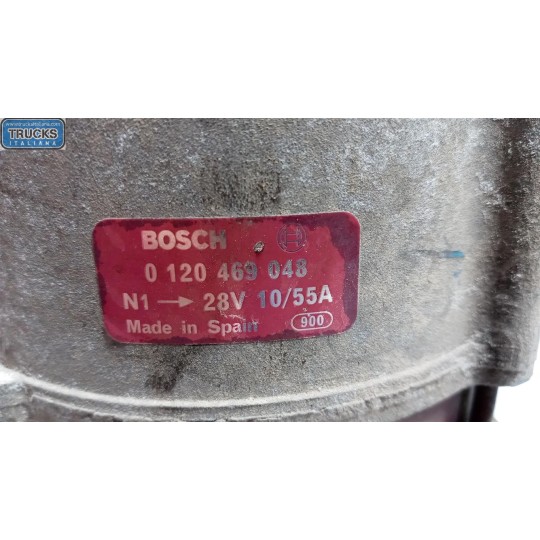 TRUCKS
ITALIANA
BOSCH
0 120 469 048
N1 → 28V 10/55A
Made in Spain 900